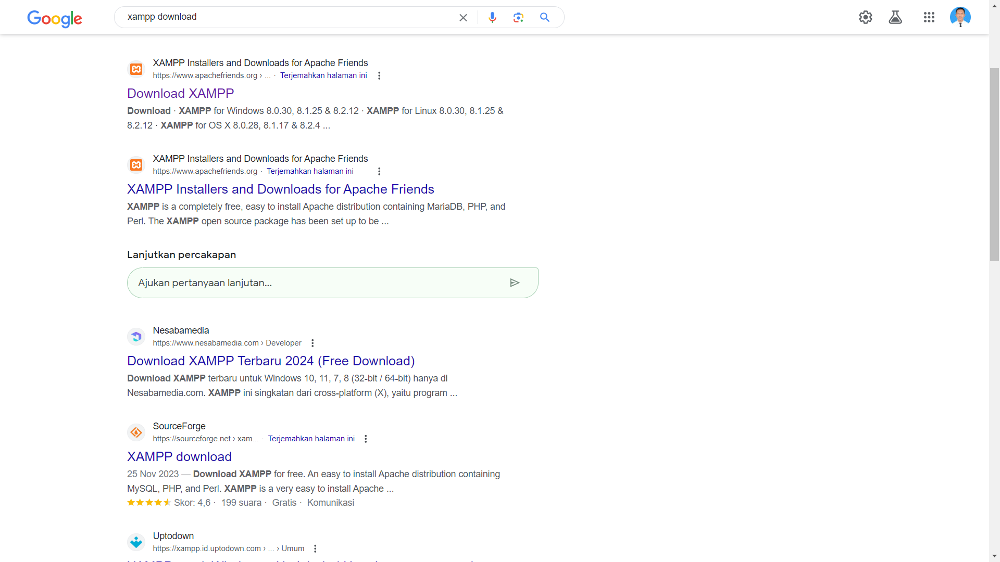 Google
xampp download
XAMPP Installers and Downloads for Apache Friends
https://www.apachefriends.org › ... · Terjemahkan halaman ini
Download XAMPP
Download · XAMPP for Windows 8.0.30, 8.1.25 & 8.2.12 · XAMPP for Linux 8.0.30, 8.1.25 &
8.2.12 · XAMPP for OS X 8.0.28, 8.1.17 & 8.2.4 ...
XAMPP Installers and Downloads for Apache Friends
https://www.apachefriends.org · Terjemahkan halaman ini
XAMPP Installers and Downloads for Apache Friends
XAMPP is a completely free, easy to install Apache distribution containing MariaDB, PHP, and
Perl. The XAMPP open source package has been set up to be ...
Lanjutkan percakapan
Ajukan pertanyaan lanjutan...
Nesabamedia
https://www.nesabamedia.com › Developer
Download XAMPP Terbaru 2024 (Free Download)
Download XAMPP terbaru untuk Windows 10, 11, 7, 8 (32-bit / 64-bit) hanya di
Nesabamedia.com. XAMPP ini singkatan dari cross-platform (X), yaitu program ...
SourceForge
https://sourceforge.net › xam... · Terjemahkan halaman ini
XAMPP download
25 Nov 2023 — Download XAMPP for free. An easy to install Apache distribution containing
MySQL, PHP, and Perl. XAMPP is a very easy to install Apache ...
Skor: 4,6 · 199 suara · Gratis · Komunikasi
Uptodown
https://xampp.id.uptodown.com › ... › Umum